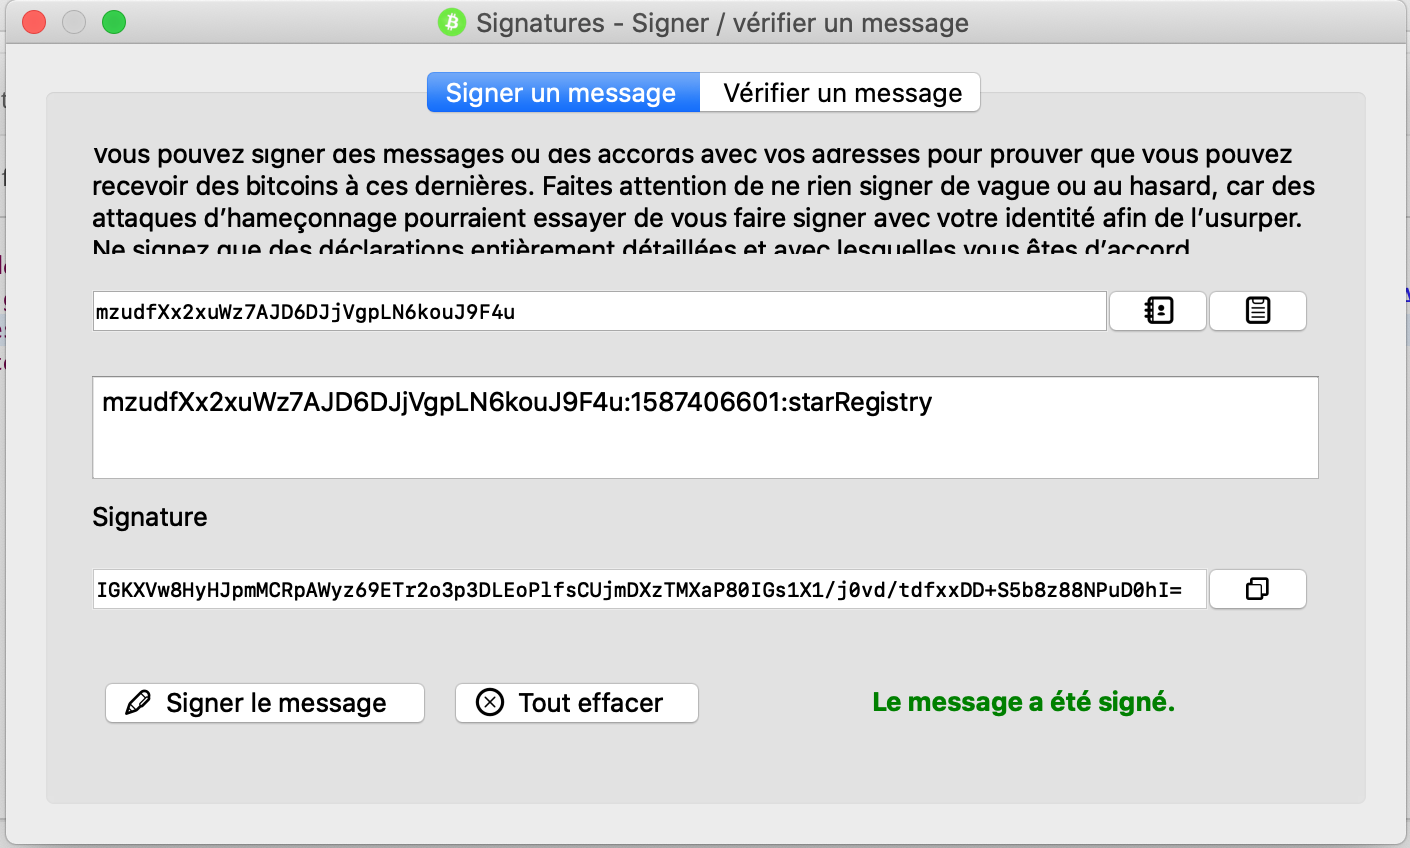 Signatures - Signer / vérifier un message
Signer un message
Vérifier un message
Vous pouvez signer des messages ou des accords avec vos adresses pour prouver que vous pouvez
recevoir des bitcoins à ces dernières. Faites attention de ne rien signer de vague ou au hasard, car des
attaques d’hameçonnage pourraient essayer de vous faire signer avec votre identité afin de l’usurper.
Ne signez que des déclarations entièrement détaillées et avec lesquelles vous êtes d’accord
mzudfXx2xuWz7AJD6DJjVgpLN6kouJ9F4u
mzudfXx2xuWz7AJD6DJjVgpLN6kouJ9F4u:1587406601:starRegistry
Signature
IGKXVw8HyHJpmMCRpAWyz69ETr2o3p3DLEoPlfsCUjmDXzTMXaP80IGs1X1/j0vd/tdfxxDD+S5b8z88NPuD0hI=
Signer le message
Tout effacer
Le message a été signé.